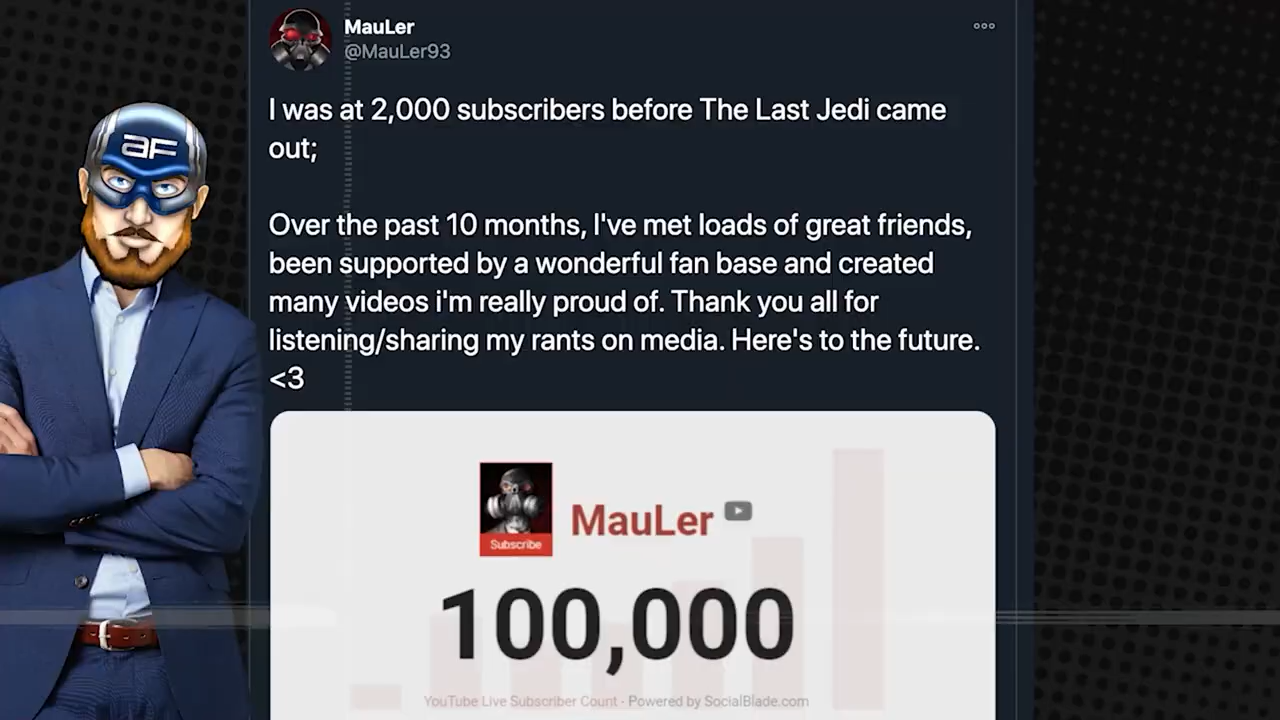 MauLer
@MauLer93
I was at 2,000 subscribers before The Last Jedi came
out;
Over the past 10 months, I've met loads of great friends,
been supported by a wonderful fan base and created
many videos i'm really proud of. Thank you all for
listening/sharing my rants on media. Here's to the future.
<3
AF
Subscribe
MauLer
100,000
YouTube Live Subscriber Count - Powered by SocialBlade.com